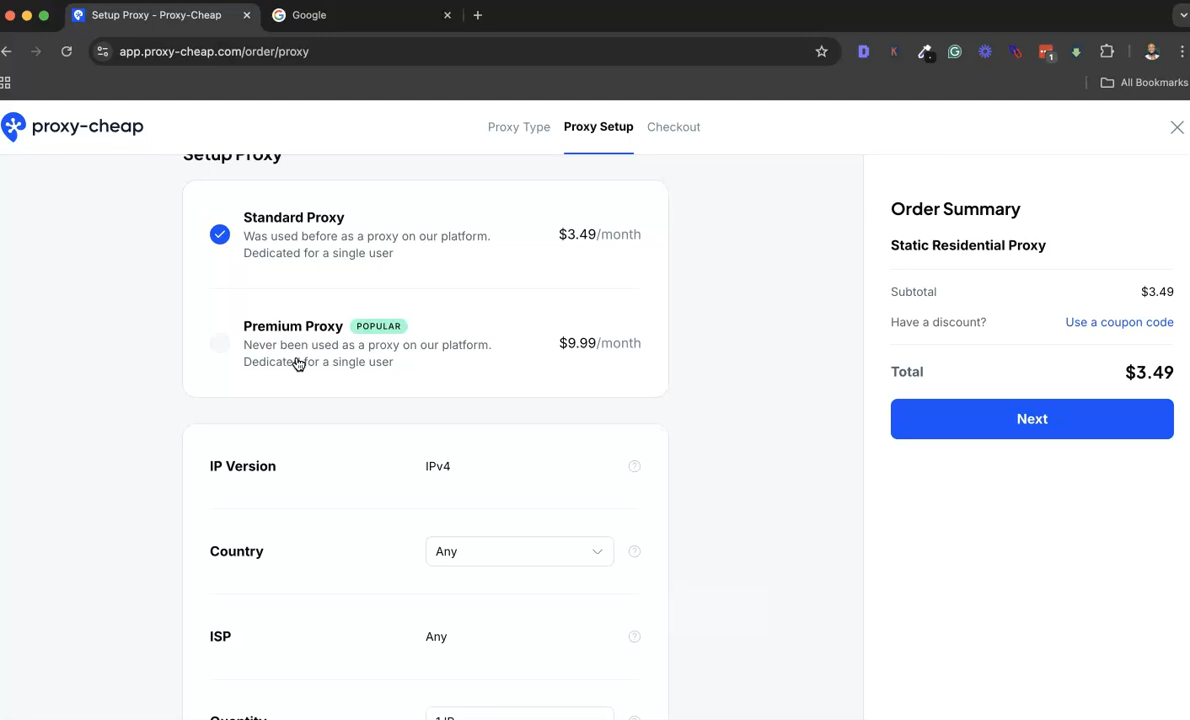 Setup Proxy - Proxy-Cheap
Google
app.proxy-cheap.com/order/proxy
1
All Bookmarks
proxy-cheap
Proxy Type
Proxy Setup
Checkout
Setup Proxy
Standard Proxy
Was used before as a proxy on our platform.
Dedicated for a single user
$3.49/month
Premium Proxy POPULAR
Never been used as a proxy on our platform.
Dedicated for a single user
$9.99/month
IP Version IPv4
Country Any
ISP Any
Quantity 1 IP
Order Summary
Static Residential Proxy
Subtotal $3.49
Have a discount? Use a coupon code
Total $3.49
Next